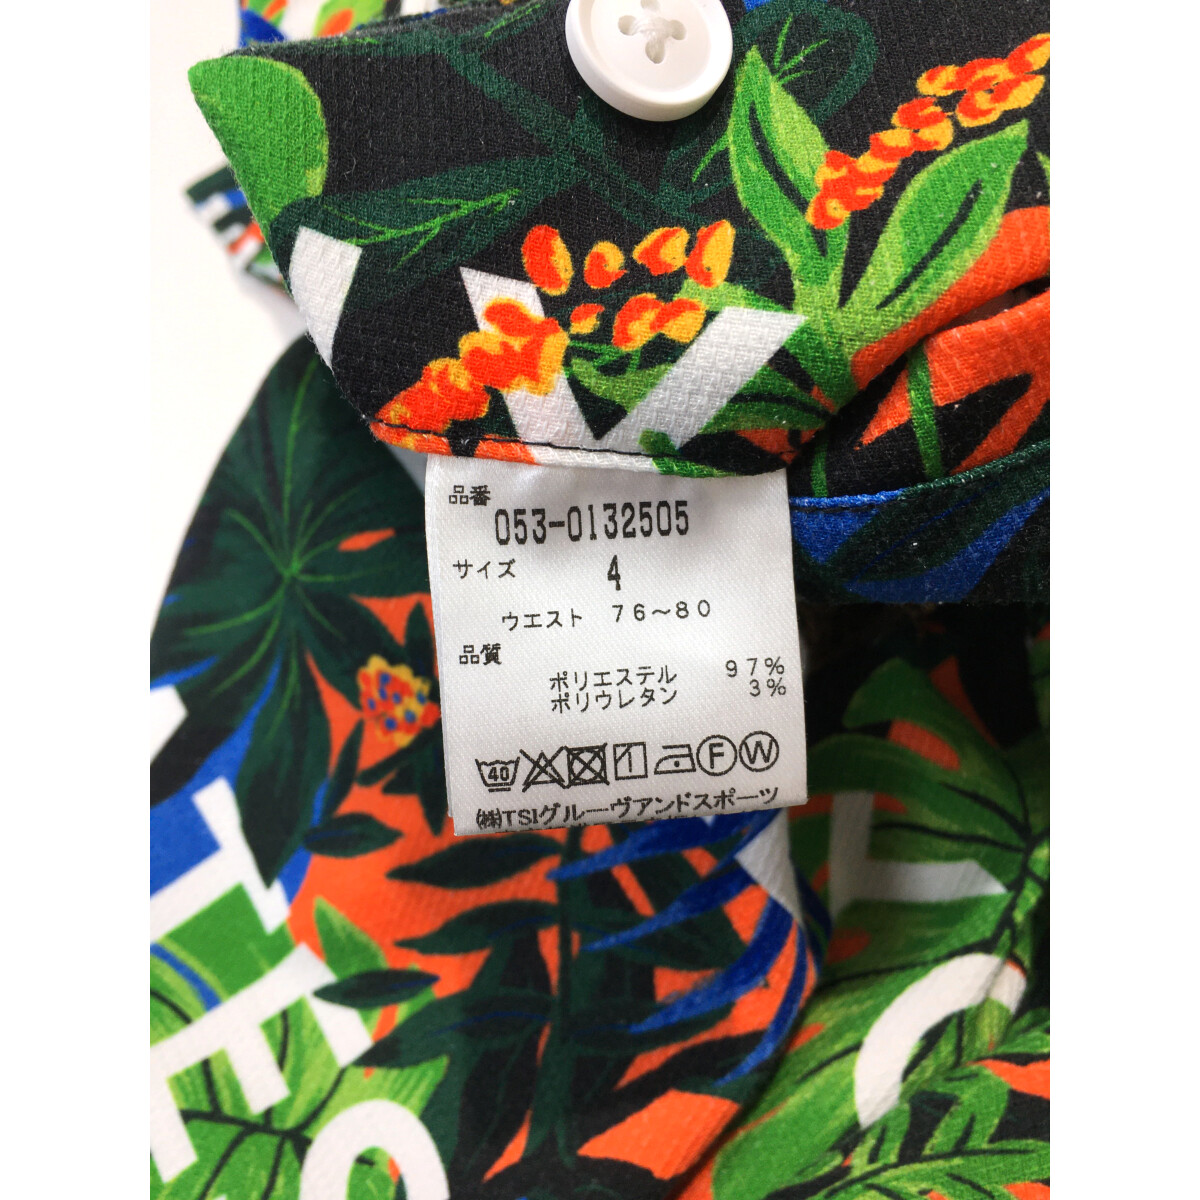 品番
053-0132505
サイズ 4
ウエスト 76~80
品質
ポリエステル 97%
ポリウレタン 3%
40 F W
㈱TSIグルーヴアンドスポーツ